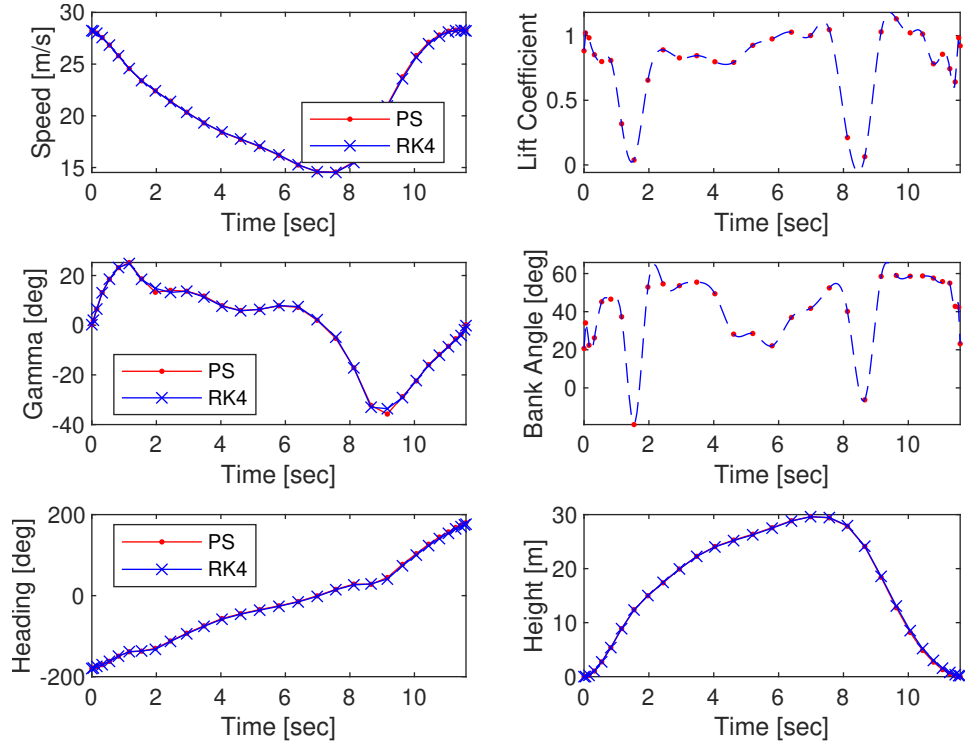 30
25
20
15
0 2 4 6 8 10
Speed [m/s]
Time [sec]
PS
RK4
1
0.5
0
0 2 4 6 8 10
Lift Coefficient
Time [sec]
20
0
-20
-40
0 2 4 6 8 10
Gamma [deg]
Time [sec]
PS
RK4
60
40
20
0
0 2 4 6 8 10
Bank Angle [deg]
Time [sec]
200
0
-200
0 2 4 6 8 10
Heading [deg]
Time [sec]
PS
RK4
30
20
10
0
0 2 4 6 8 10
Height [m]
Time [sec]